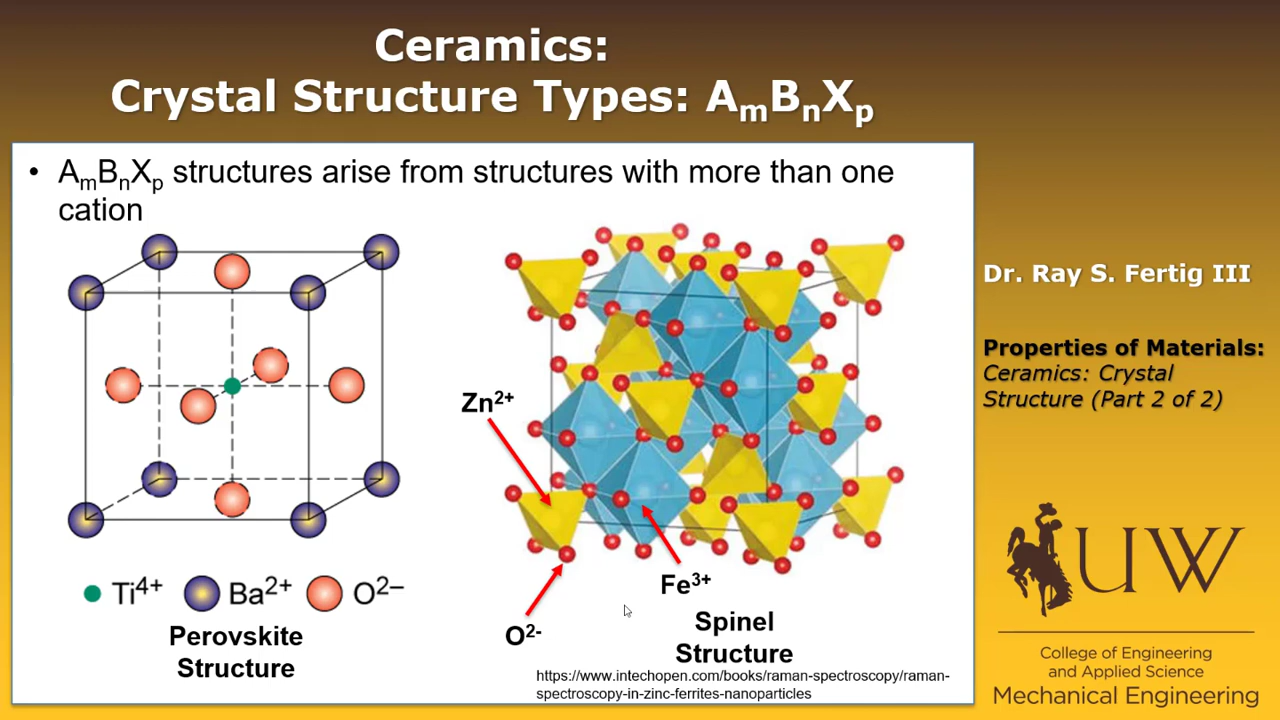 Ceramics:
Crystal Structure Types: AₘBₙXₚ
• AₘBₙXₚ structures arise from structures with more than one
cation
Zn²⁺
Fe³⁺
O²⁻
Ti⁴⁺
Ba²⁺
O²⁻
Perovskite
Structure
Spinel
Structure
https://www.intechopen.com/books/raman-spectroscopy/raman-
spectroscopy-in-zinc-ferrites-nanoparticles
Dr. Ray S. Fertig III
Properties of Materials:
Ceramics: Crystal
Structure (Part 2 of 2)
UW
College of Engineering
and Applied Science
Mechanical Engineering